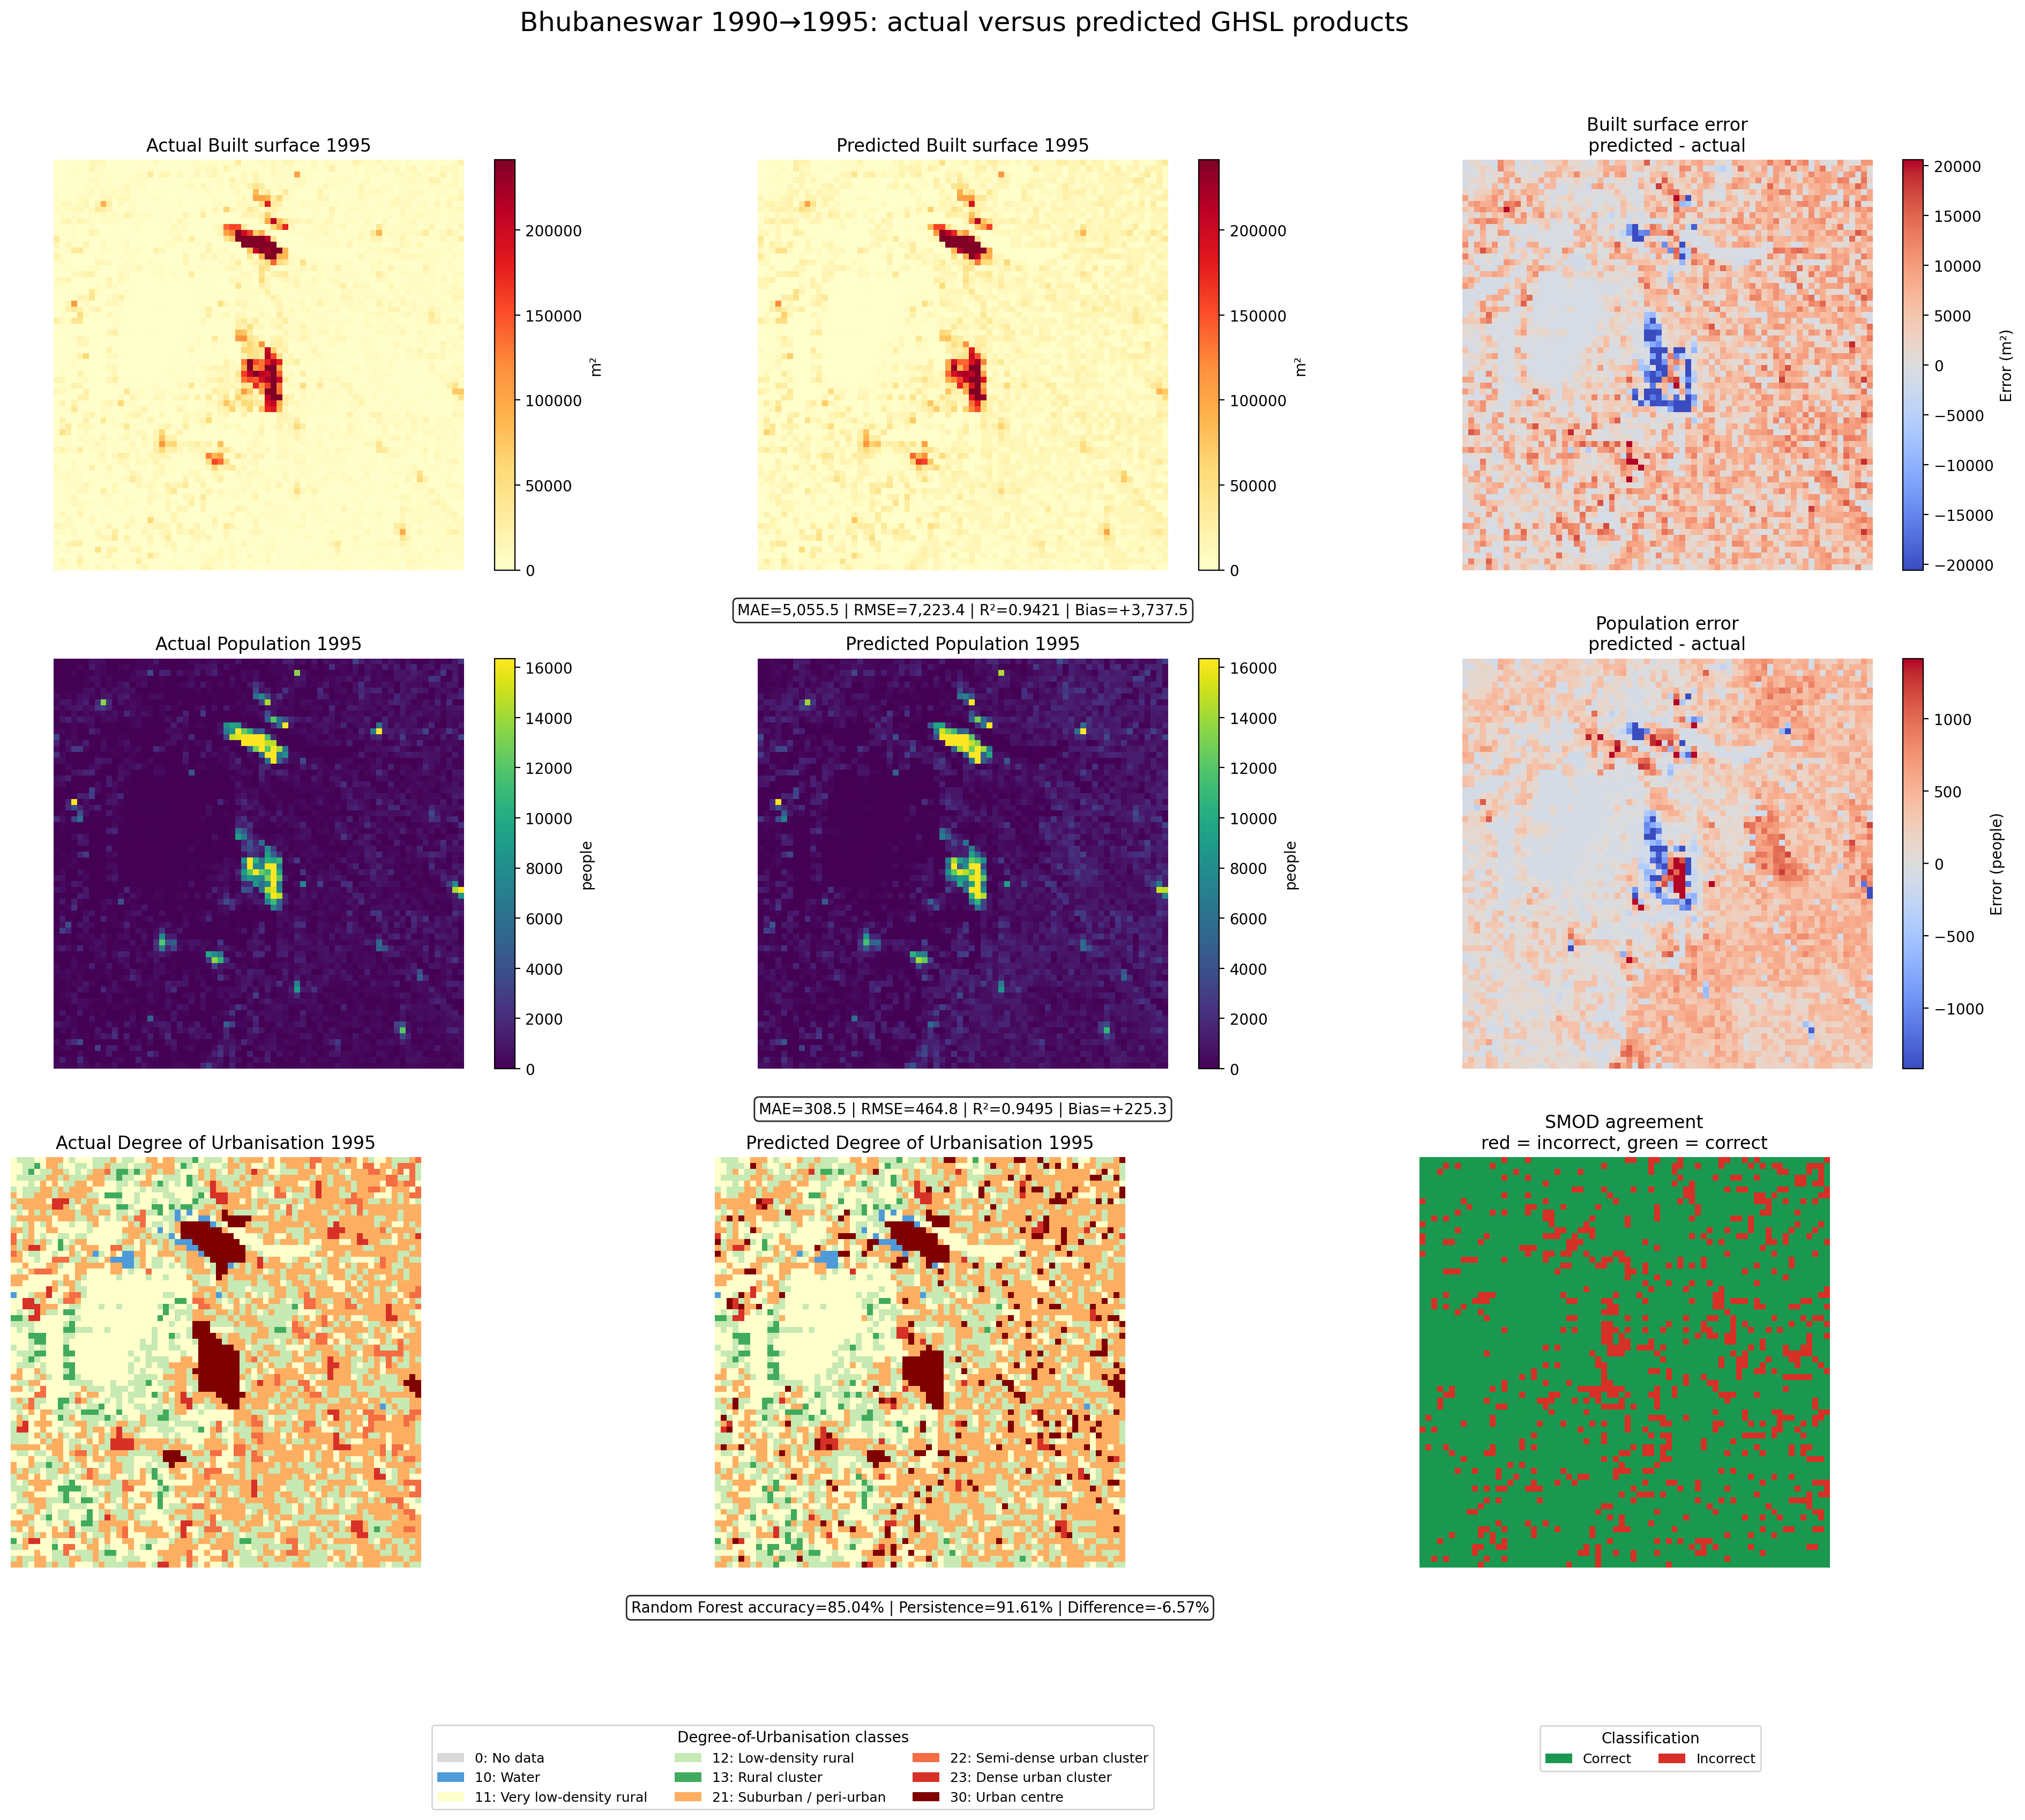 Bhubaneswar 1990→1995: actual versus predicted GHSL products
Actual Built surface 1995
Predicted Built surface 1995
Built surface error
predicted - actual
200000
150000
100000
50000
0
m²
200000
150000
100000
50000
0
m²
20000
15000
10000
5000
0
−5000
−10000
−15000
−20000
Error (m²)
MAE=5,055.5 | RMSE=7,223.4 | R²=0.9421 | Bias=+3,737.5
Actual Population 1995
Predicted Population 1995
Population error
predicted - actual
16000
14000
12000
10000
8000
6000
4000
2000
0
people
16000
14000
12000
10000
8000
6000
4000
2000
0
people
1000
500
0
−500
−1000
Error (people)
MAE=308.5 | RMSE=464.8 | R²=0.9495 | Bias=+225.3
Actual Degree of Urbanisation 1995
Predicted Degree of Urbanisation 1995
SMOD agreement
red = incorrect, green = correct
Random Forest accuracy=85.04% | Persistence=91.61% | Difference=-6.57%
Degree-of-Urbanisation classes
0: No data
10: Water
11: Very low-density rural
12: Low-density rural
13: Rural cluster
21: Suburban / peri-urban
22: Semi-dense urban cluster
23: Dense urban cluster
30: Urban centre
Classification
Correct
Incorrect